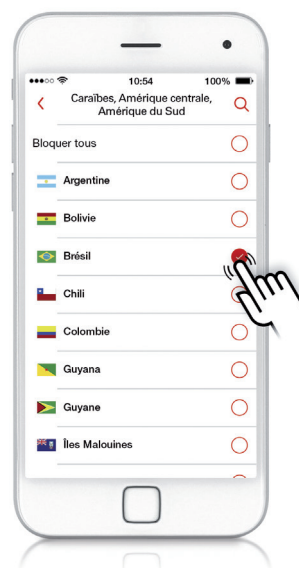 10:54
100%
Caraïbes, Amérique centrale,
Amérique du Sud
Bloquer tous
Argentine
Bolivie
Brésil
Chili
Colombie
Guyana
Guyane
Îles Malouines